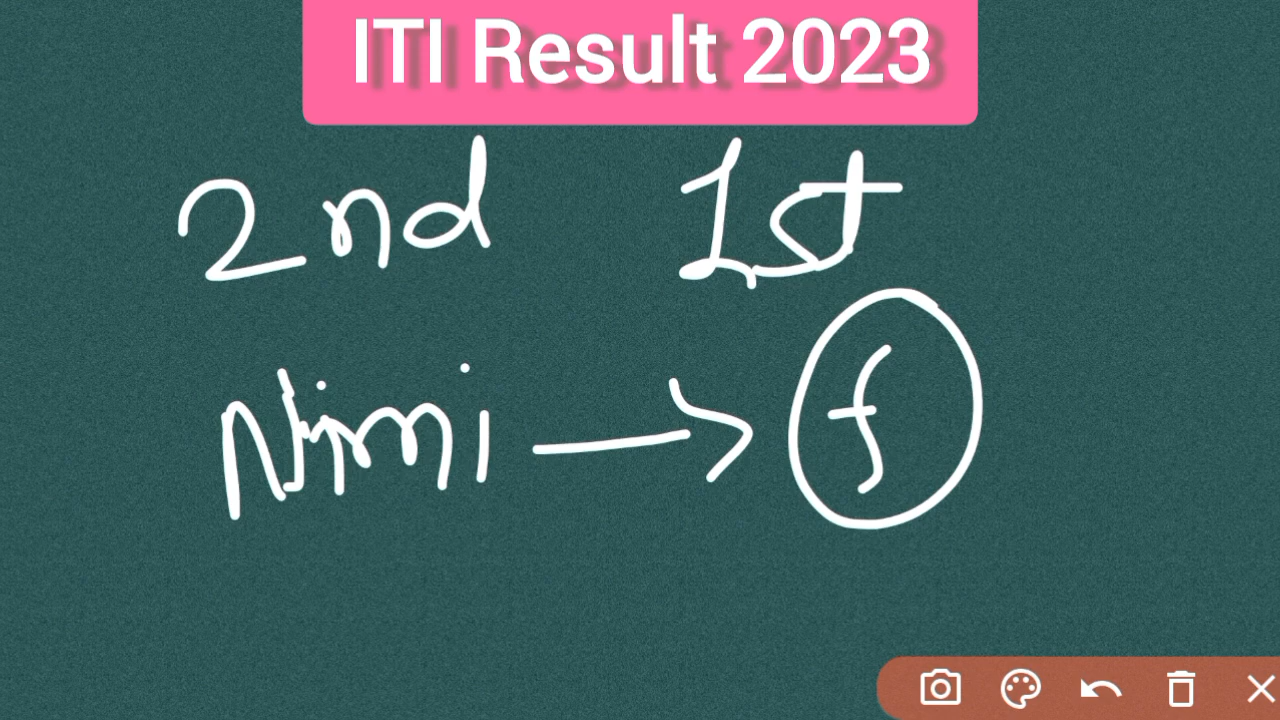 ITI Result 2023
2nd 1st
Nimi → f